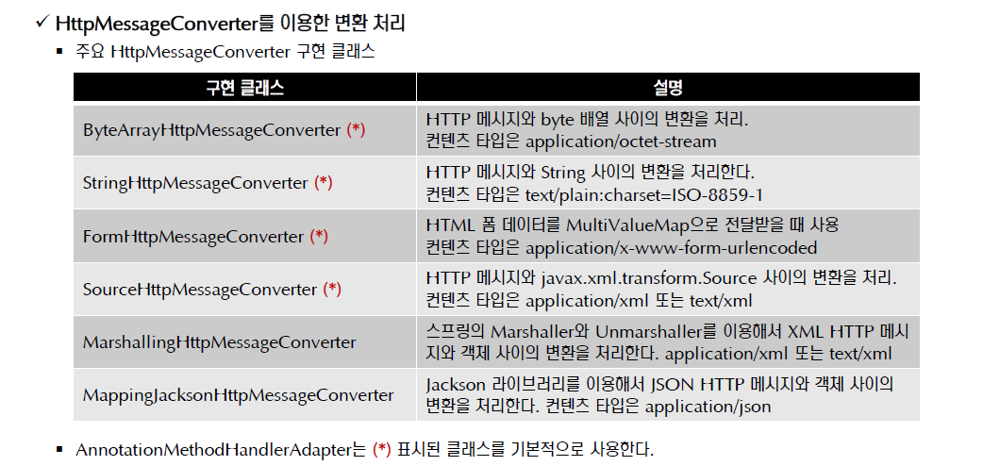 ✓ HttpMessageConverter를 이용한 변환 처리
▪ 주요 HttpMessageConverter 구현 클래스
구현 클래스 설명
ByteArrayHttpMessageConverter (*)
HTTP 메시지와 byte 배열 사이의 변환을 처리.
컨텐츠 타입은 application/octet-stream
StringHttpMessageConverter (*)
HTTP 메시지와 String 사이의 변환을 처리한다.
컨텐츠 타입은 text/plain:charset=ISO-8859-1
FormHttpMessageConverter (*)
HTML 폼 데이터를 MultiValueMap으로 전달받을 때 사용
컨텐츠 타입은 application/x-www-form-urlencoded
SourceHttpMessageConverter (*)
HTTP 메시지와 javax.xml.transform.Source 사이의 변환을 처리.
컨텐츠 타입은 application/xml 또는 text/xml
MarshallingHttpMessageConverter
스프링의 Marshaller와 Unmarshaller를 이용해서 XML HTTP 메시
지와 객체 사이의 변환을 처리한다. application/xml 또는 text/xml
MappingJacksonHttpMessageConverter
Jackson 라이브러리를 이용해서 JSON HTTP 메시지와 객체 사이의
변환을 처리한다. 컨텐츠 타입은 application/json
▪ AnnotationMethodHandlerAdapter는 (*) 표시된 클래스를 기본적으로 사용한다.